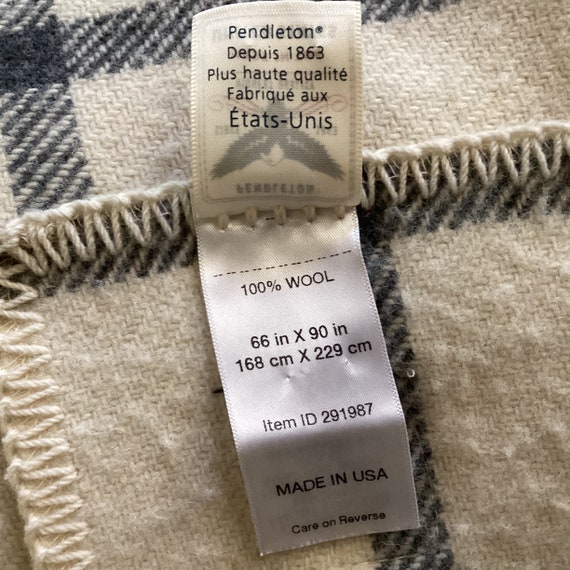 Pendleton®
Depuis 1863
Plus haute qualité
Fabriqué aux
États-Unis
PENDLETON
100% WOOL
66 in X 90 in
168 cm X 229 cm
Item ID 291987
MADE IN USA
Care on Reverse